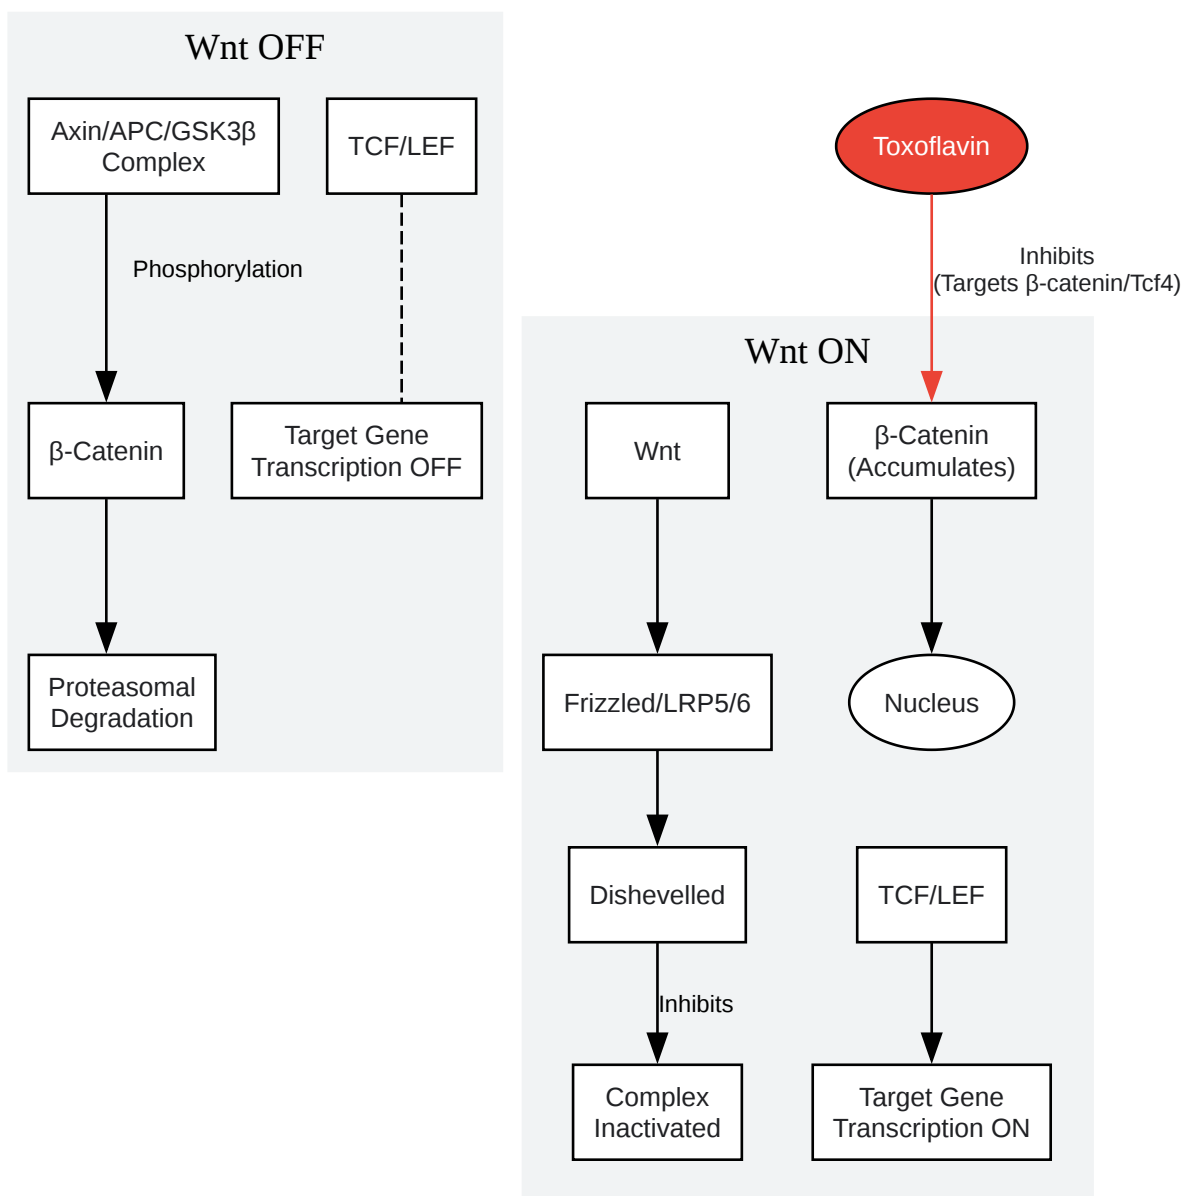 Wnt OFF
Axin/APC/GSK3β
Complex
TCF/LEF
Phosphorylation
β-Catenin
Target Gene
Transcription OFF
Proteasomal
Degradation
Toxoflavin
Inhibits
(Targets β-catenin/Tcf4)
Wnt ON
Wnt
β-Catenin
(Accumulates)
Frizzled/LRP5/6
Nucleus
Dishevelled
TCF/LEF
Inhibits
Complex
Inactivated
Target Gene
Transcription ON